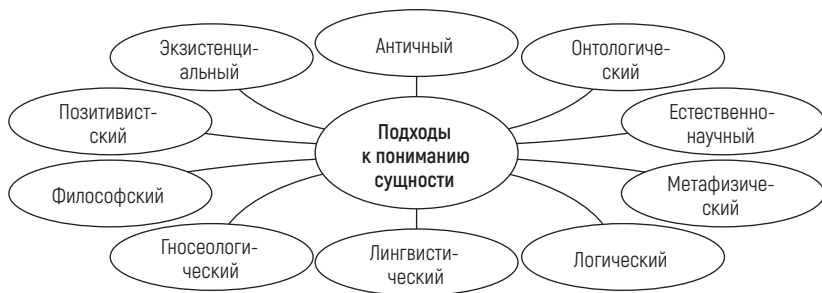 Экзистенци-
альный
Античный
Онтологиче-
ский
Позитивист-
ский
Подходы
к пониманию
сущности
Естественно-
научный
Философский
Метафизиче-
ский
Гносеологи-
ческий
Лингвисти-
ческий
Логический